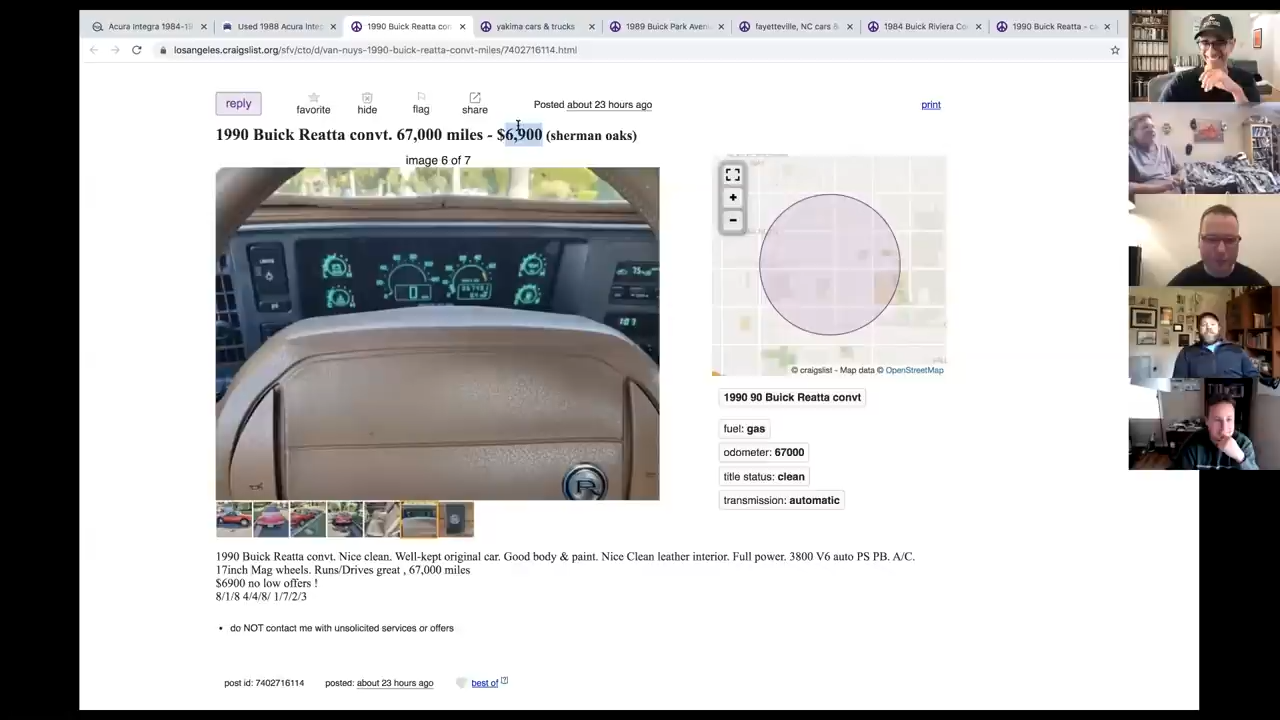 Acura Integra 1984-19
Used 1988 Acura Integ
1990 Buick Reatta con
yakima cars & trucks
1989 Buick Park Aven
fayetteville, NC cars &
1984 Buick Riviera Co
1990 Buick Reatta - c
losangeles.craigslist.org/sfv/cto/d/van-nuys-1990-buick-reatta-convt-miles/7402716114.html
reply
favorite
hide
flag
share
Posted about 23 hours ago
print
1990 Buick Reatta convt. 67,000 miles - $6,900 (sherman oaks)
image 6 of 7
+
−
© craigslist - Map data © OpenStreetMap
1990 90 Buick Reatta convt
fuel: gas
odometer: 67000
title status: clean
transmission: automatic
R
1990 Buick Reatta convt. Nice clean. Well-kept original car. Good body & paint. Nice Clean leather interior. Full power. 3800 V6 auto PS PB. A/C.
17inch Mag wheels. Runs/Drives great , 67,000 miles
$6900 no low offers !
8/1/8 4/4/8/ 1/7/2/3
• do NOT contact me with unsolicited services or offers
post id: 7402716114
posted: about 23 hours ago
best of [?]